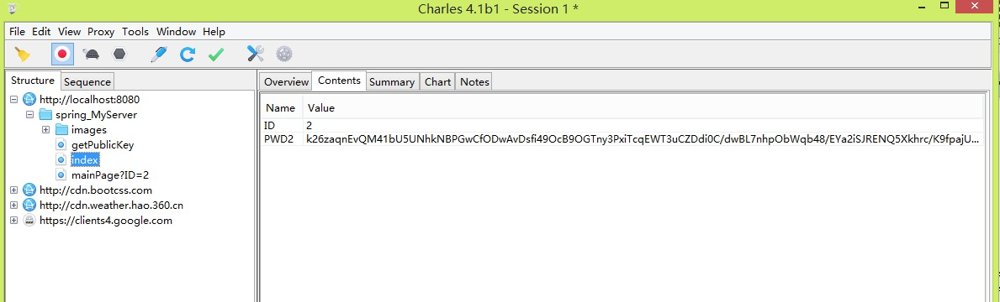 Charles 4.1b1 - Session 1 *
File Edit View Proxy Tools Window Help
Structure Sequence
http://localhost:8080
spring_MyServer
images
getPublicKey
index
mainPage?ID=2
http://cdn.bootcss.com
http://cdn.weather.hao.360.cn
https://clients4.google.com
Overview Contents Summary Chart Notes
Name Value
ID 2
PWD2 k26zaqnEvQM41bU5UNhkNBPGwCfODwAvDsfi49OcB9OGTny3PxiTcqEWT3uCZDdi0C/dwBL7nhpObWqb48/EYa2iSJRENQ5Xkhrc/K9fpajU...